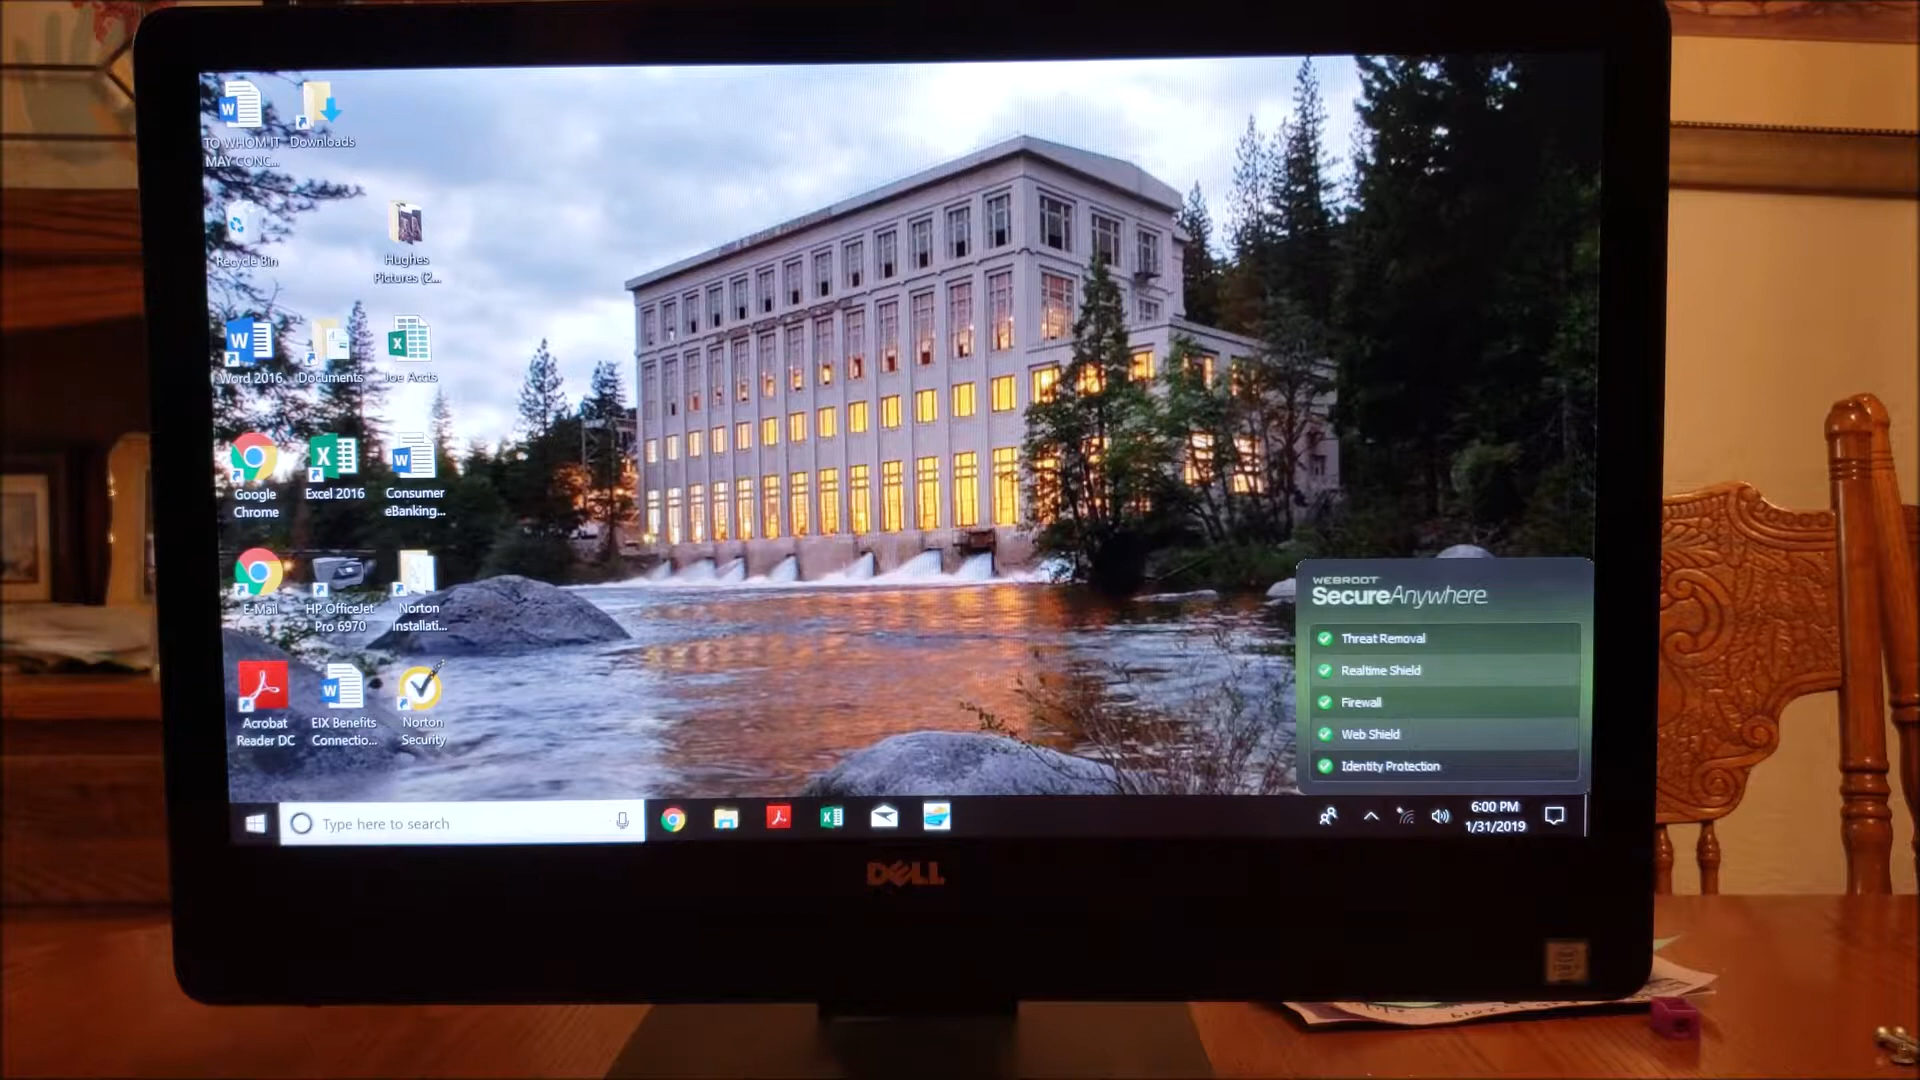 TO WHOM IT
MAY CONC...
Downloads
Recycle Bin
Hughes
Pictures (2...
Word 2016
Documents
Joe Accts
Google
Chrome
Excel 2016
Consumer
eBanking...
E-Mail
HP OfficeJet
Pro 6970
Norton
Installati...
Acrobat
Reader DC
EIX Benefits
Connectio...
Norton
Security
WEBROOT
SecureAnywhere
Threat Removal
Realtime Shield
Firewall
Web Shield
Identity Protection
Type here to search
6:00 PM
1/31/2019
DELL